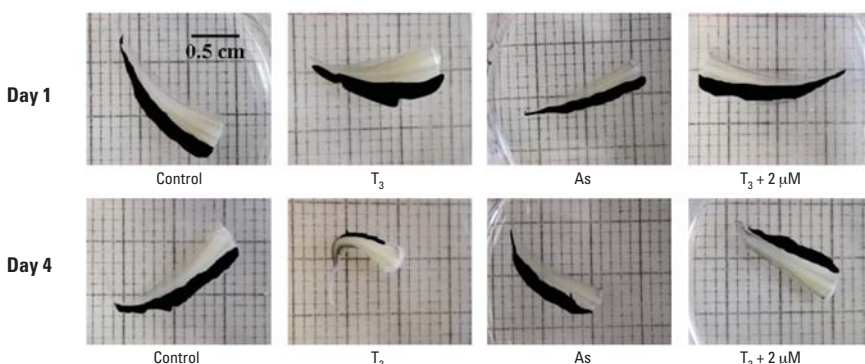 0.5 cm
Day 1
Control T₃ As T₃ + 2 μM
Day 4
Control T₃ As T₃ + 2 μM